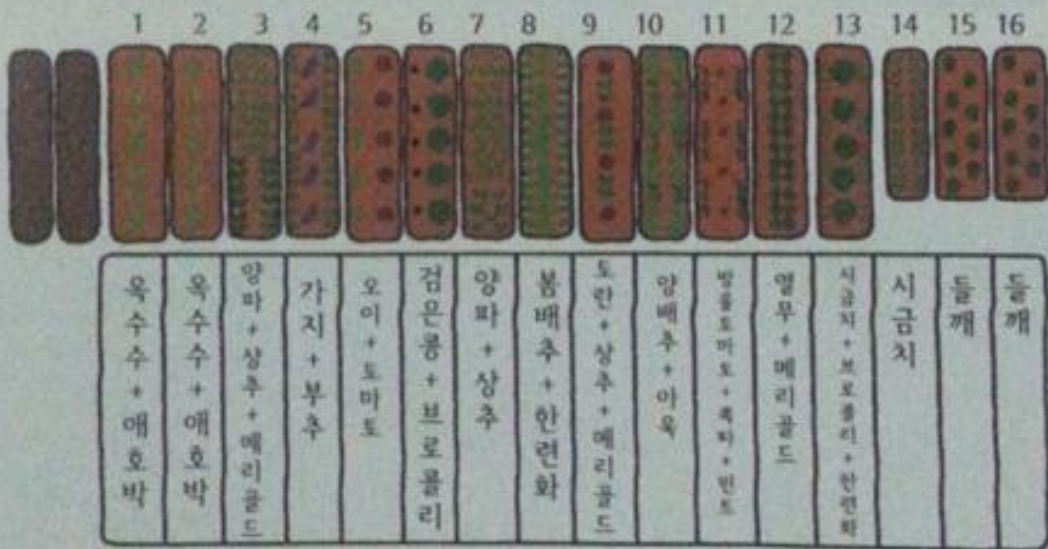 1 2 3 4 5 6 7 8 9 10 11 12 13 14 15 16
옥수수+애호박
옥수수+애호박
양파+상추+메리골드
가지+부추
오이+토마토
검은콩+브로콜리
양파+상추
봄배추+한련화
토란+상추+메리골드
양배추+아욱
방울토마토+쪽파+민트
열무+메리골드
시금치+브로콜리+한련화
시금치
들깨
들깨